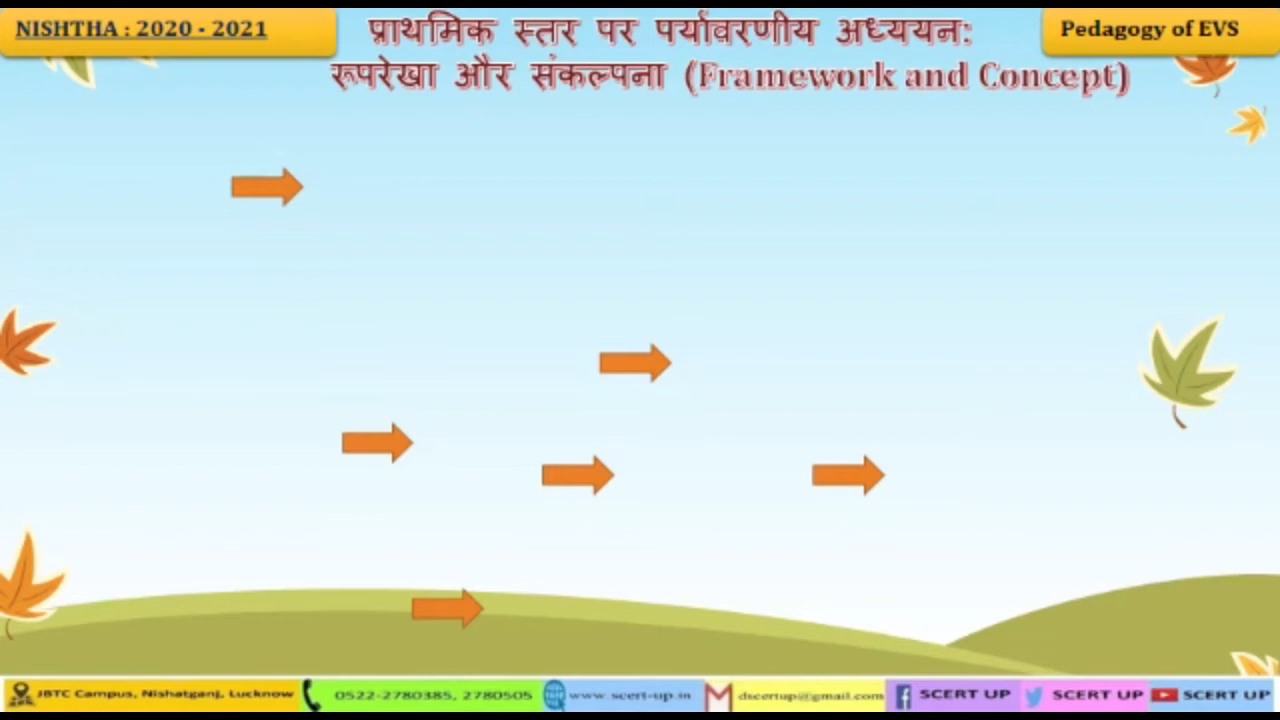 NISHTHA : 2020 - 2021
प्राथमिक स्तर पर पर्यावरणीय अध्ययन:
रूपरेखा और संकल्पना (Framework and Concept)
Pedagogy of EVS
JBTC Campus, Nishatganj, Lucknow
0522-2780385, 2780505
www.scert-up.in
dscertup@gmail.com
SCERT UP
SCERT UP
SCERT UP